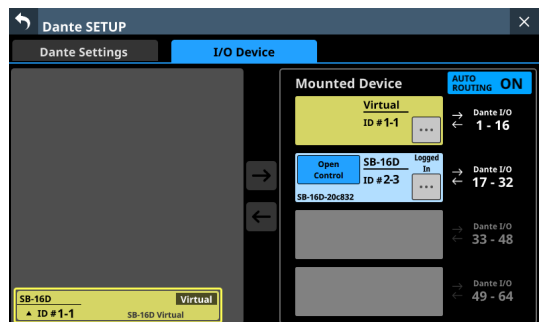 Dante SETUP
Dante Settings
I/O Device
Mounted Device
AUTO
ROUTING ON
Virtual
ID #1-1
...
Dante I/O
1 - 16
Open
Control
SB-16D
ID #2-3
Logged
In
...
SB-16D-20c832
Dante I/O
17 - 32
Dante I/O
33 - 48
Dante I/O
49 - 64
SB-16D
Virtual
ID #1-1
SB-16D Virtual